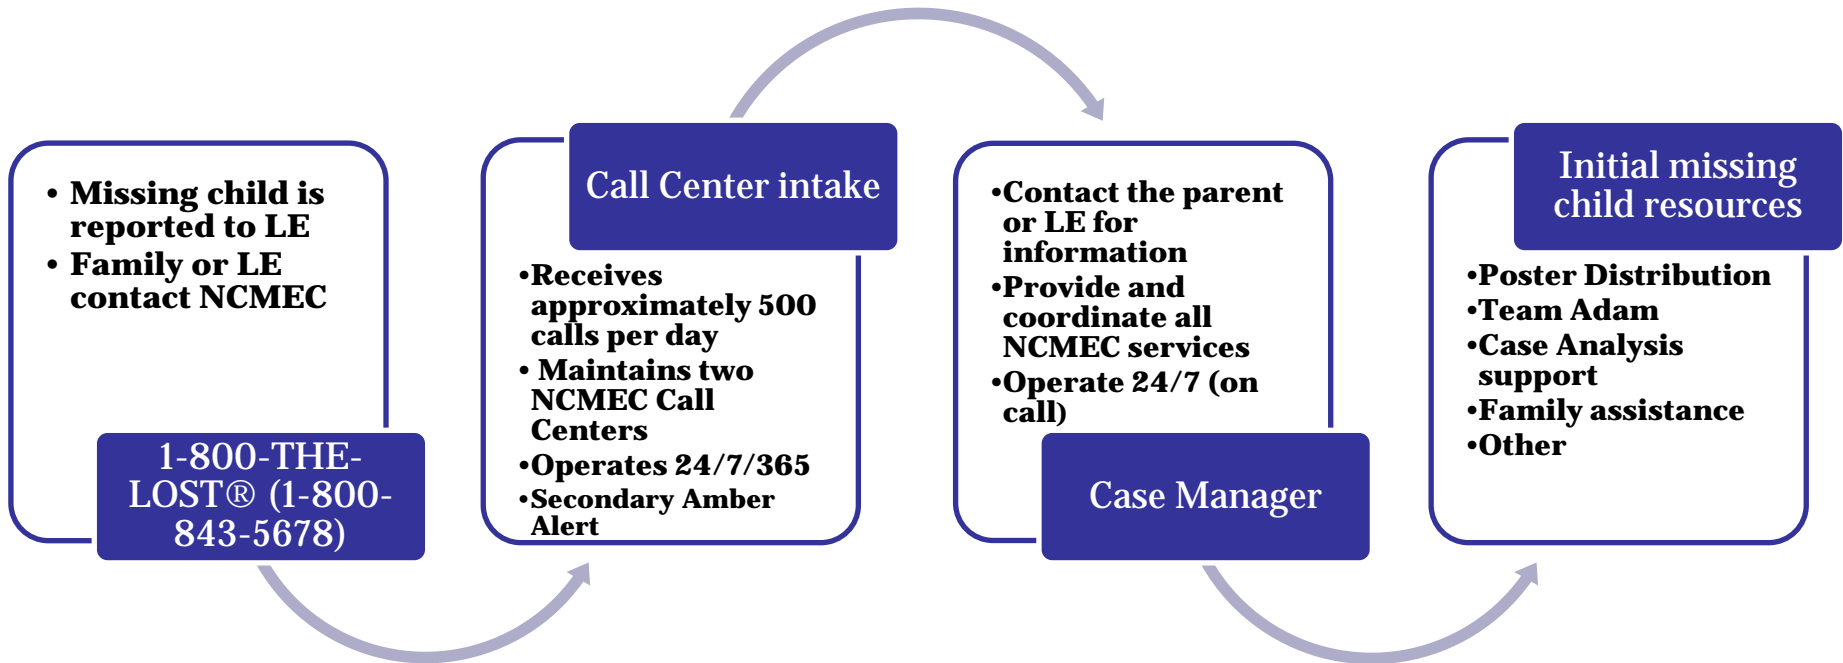 • Missing child is
reported to LE
• Family or LE
contact NCMEC
1-800-THE-
LOST® (1-800-
843-5678)
Call Center intake
•Receives
approximately 500
calls per day
• Maintains two
NCMEC Call
Centers
•Operates 24/7/365
•Secondary Amber
Alert
•Contact the parent
or LE for
information
•Provide and
coordinate all
NCMEC services
•Operate 24/7 (on
call)
Case Manager
Initial missing
child resources
•Poster Distribution
•Team Adam
•Case Analysis
support
•Family assistance
•Other